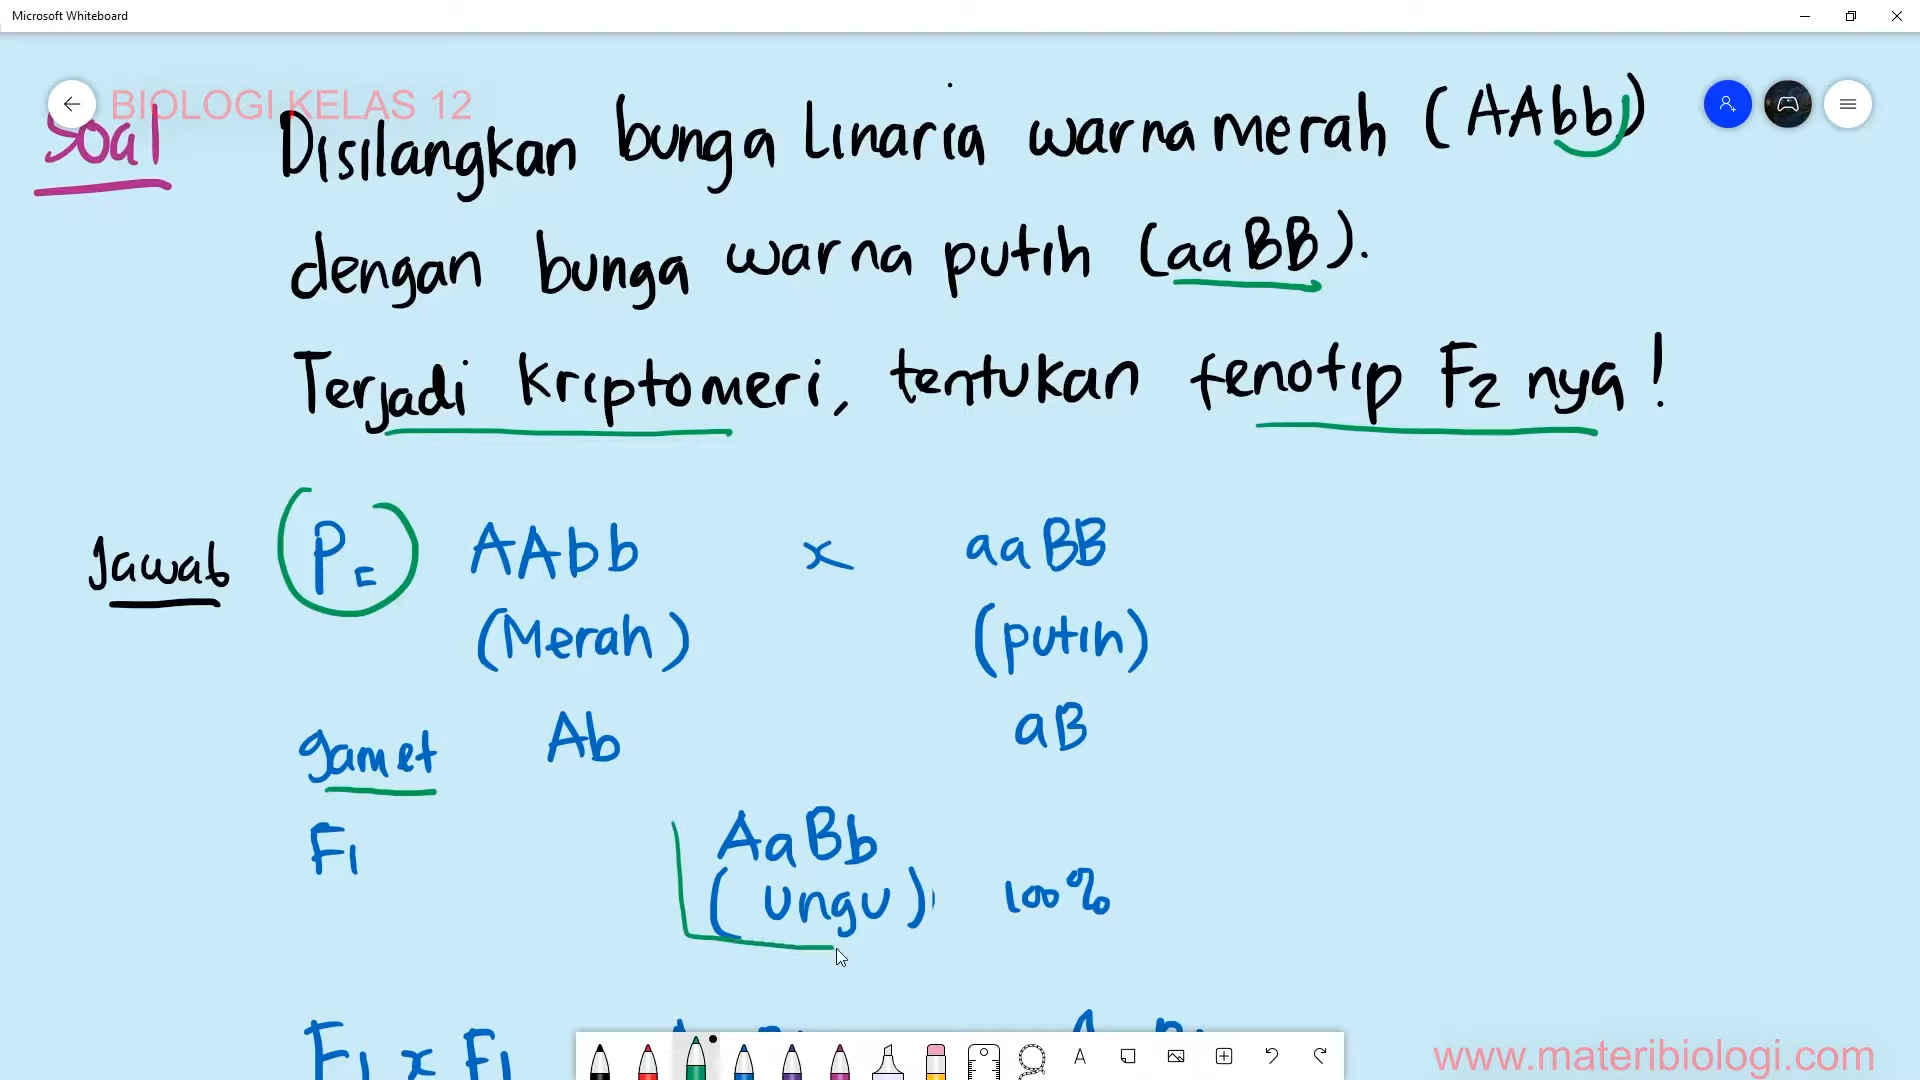 Microsoft Whiteboard
BIOLOGI KELAS 12
Soal Disilangkan bunga Linaria warna merah (AAbb)
dengan bunga warna putih (aaBB).
Terjadi kriptomeri, tentukan fenotip F2 nya!
Jawab P= AAbb x aaBB
(Merah) (putih)
gamet Ab aB
F1 AaBb
(ungu) 100%
F1 x F1
www.materibiologi.com